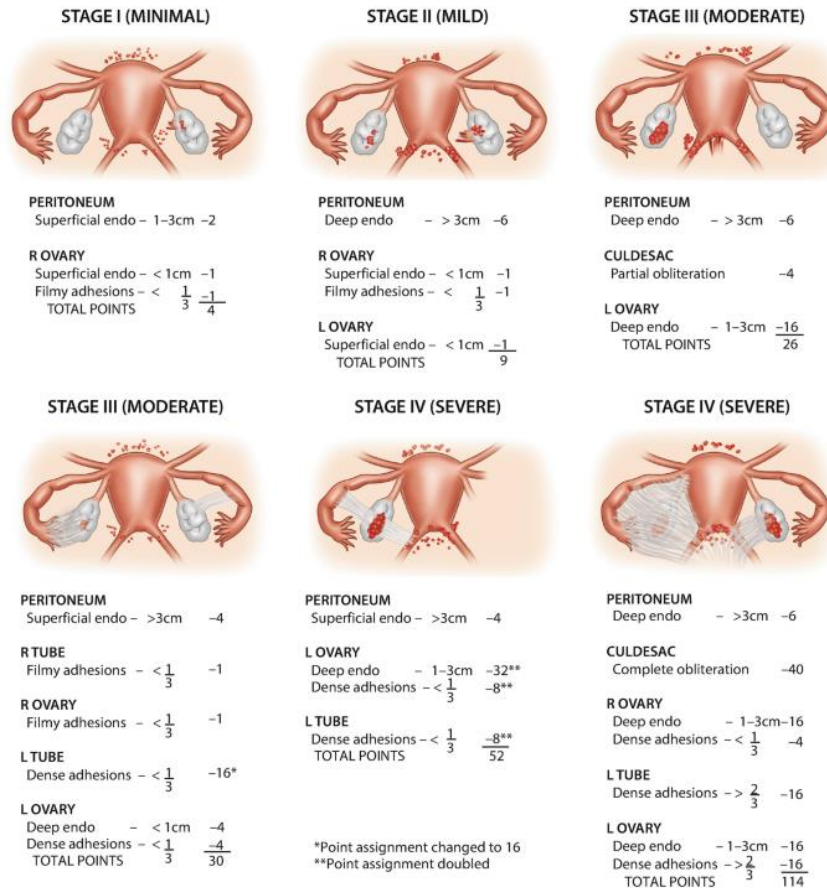 STAGE I (MINIMAL)
PERITONEUM
Superficial endo – 1–3cm –2
R OVARY
Superficial endo – < 1cm –1
Filmy adhesions – < 1/3 –1
TOTAL POINTS 4
STAGE II (MILD)
PERITONEUM
Deep endo – > 3cm –6
R OVARY
Superficial endo – < 1cm –1
Filmy adhesions – < 1/3 –1
L OVARY
Superficial endo – < 1cm –1
TOTAL POINTS 9
STAGE III (MODERATE)
PERITONEUM
Deep endo – > 3cm –6
CULDESAC
Partial obliteration –4
L OVARY
Deep endo – 1–3cm –16
TOTAL POINTS 26
STAGE III (MODERATE)
PERITONEUM
Superficial endo – >3cm –4
R TUBE
Filmy adhesions – < 1/3 –1
R OVARY
Filmy adhesions – < 1/3 –1
L TUBE
Dense adhesions – < 1/3 –16*
L OVARY
Deep endo – < 1cm –4
Dense adhesions – < 1/3 –4
TOTAL POINTS 30
STAGE IV (SEVERE)
PERITONEUM
Superficial endo – >3cm –4
L OVARY
Deep endo – 1–3cm –32**
Dense adhesions – < 1/3 –8**
L TUBE
Dense adhesions – < 1/3 –8**
TOTAL POINTS 52
*Point assignment changed to 16
**Point assignment doubled
STAGE IV (SEVERE)
PERITONEUM
Deep endo – >3cm –6
CULDESAC
Complete obliteration –40
R OVARY
Deep endo – 1–3cm–16
Dense adhesions – < 1/3 –4
L TUBE
Dense adhesions – > 2/3 –16
L OVARY
Deep endo – 1–3cm –16
Dense adhesions – > 2/3 –16
TOTAL POINTS 114